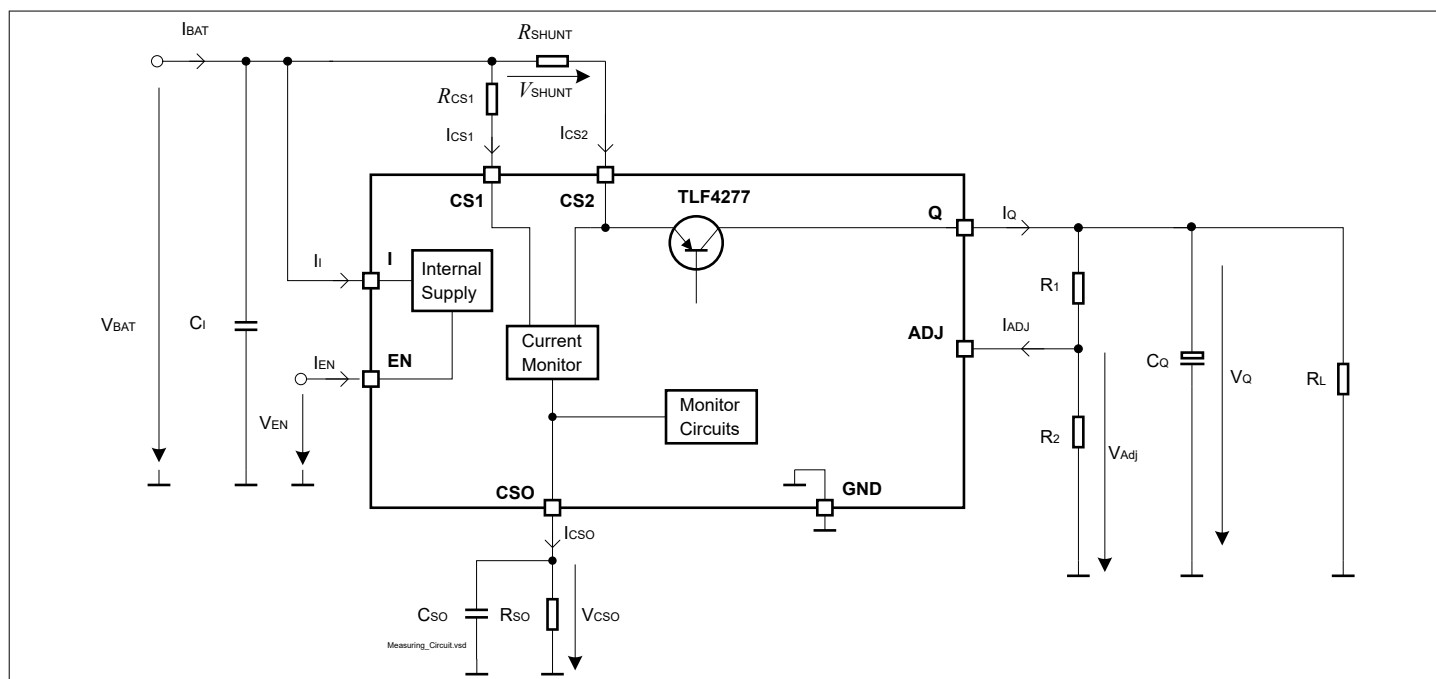 IBAT
RSHUNT
RCS1
VSHUNT
ICS1
ICS2
CS1
CS2
TLF4277
Q
IQ
II
I
Internal
Supply
R1
VBAT
CI
IADJ
ADJ
Current
Monitor
IEN
EN
CQ
VQ
RL
Monitor
Circuits
VEN
R2
VAdj
CSO
GND
ICSO
CSO
RSO
VCSO
Measuring_Circuit.vsd